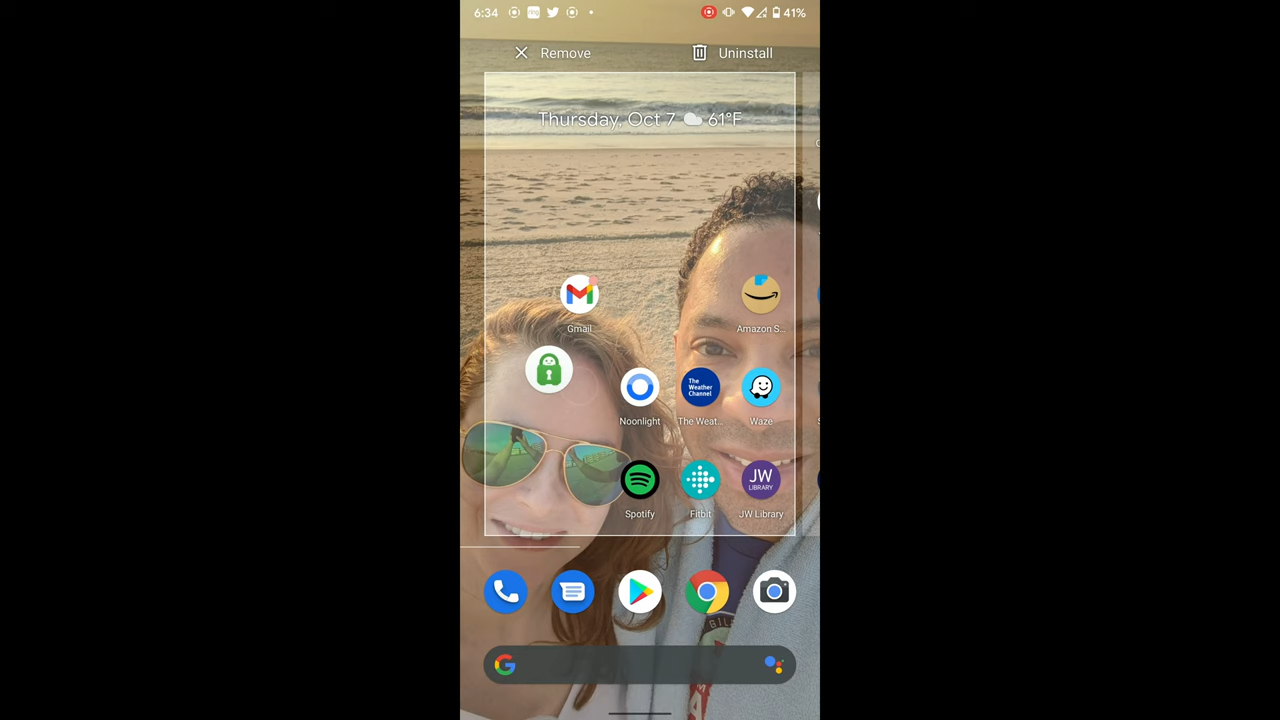 6:34
41%
Remove
Uninstall
Thursday, Oct 7 61°F
Gmail
Amazon S...
The Weather Channel
Noonlight
The Weat...
Waze
JW LIBRARY
Spotify
Fitbit
JW Library
GIL